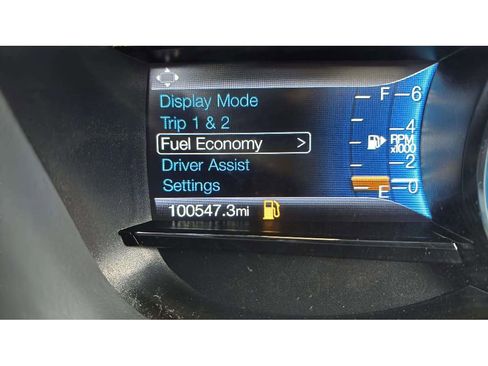 Display Mode
Trip 1 & 2
Fuel Economy >
Driver Assist
Settings
100547.3mi
F
E
6
4
RPM
x1000
2
0